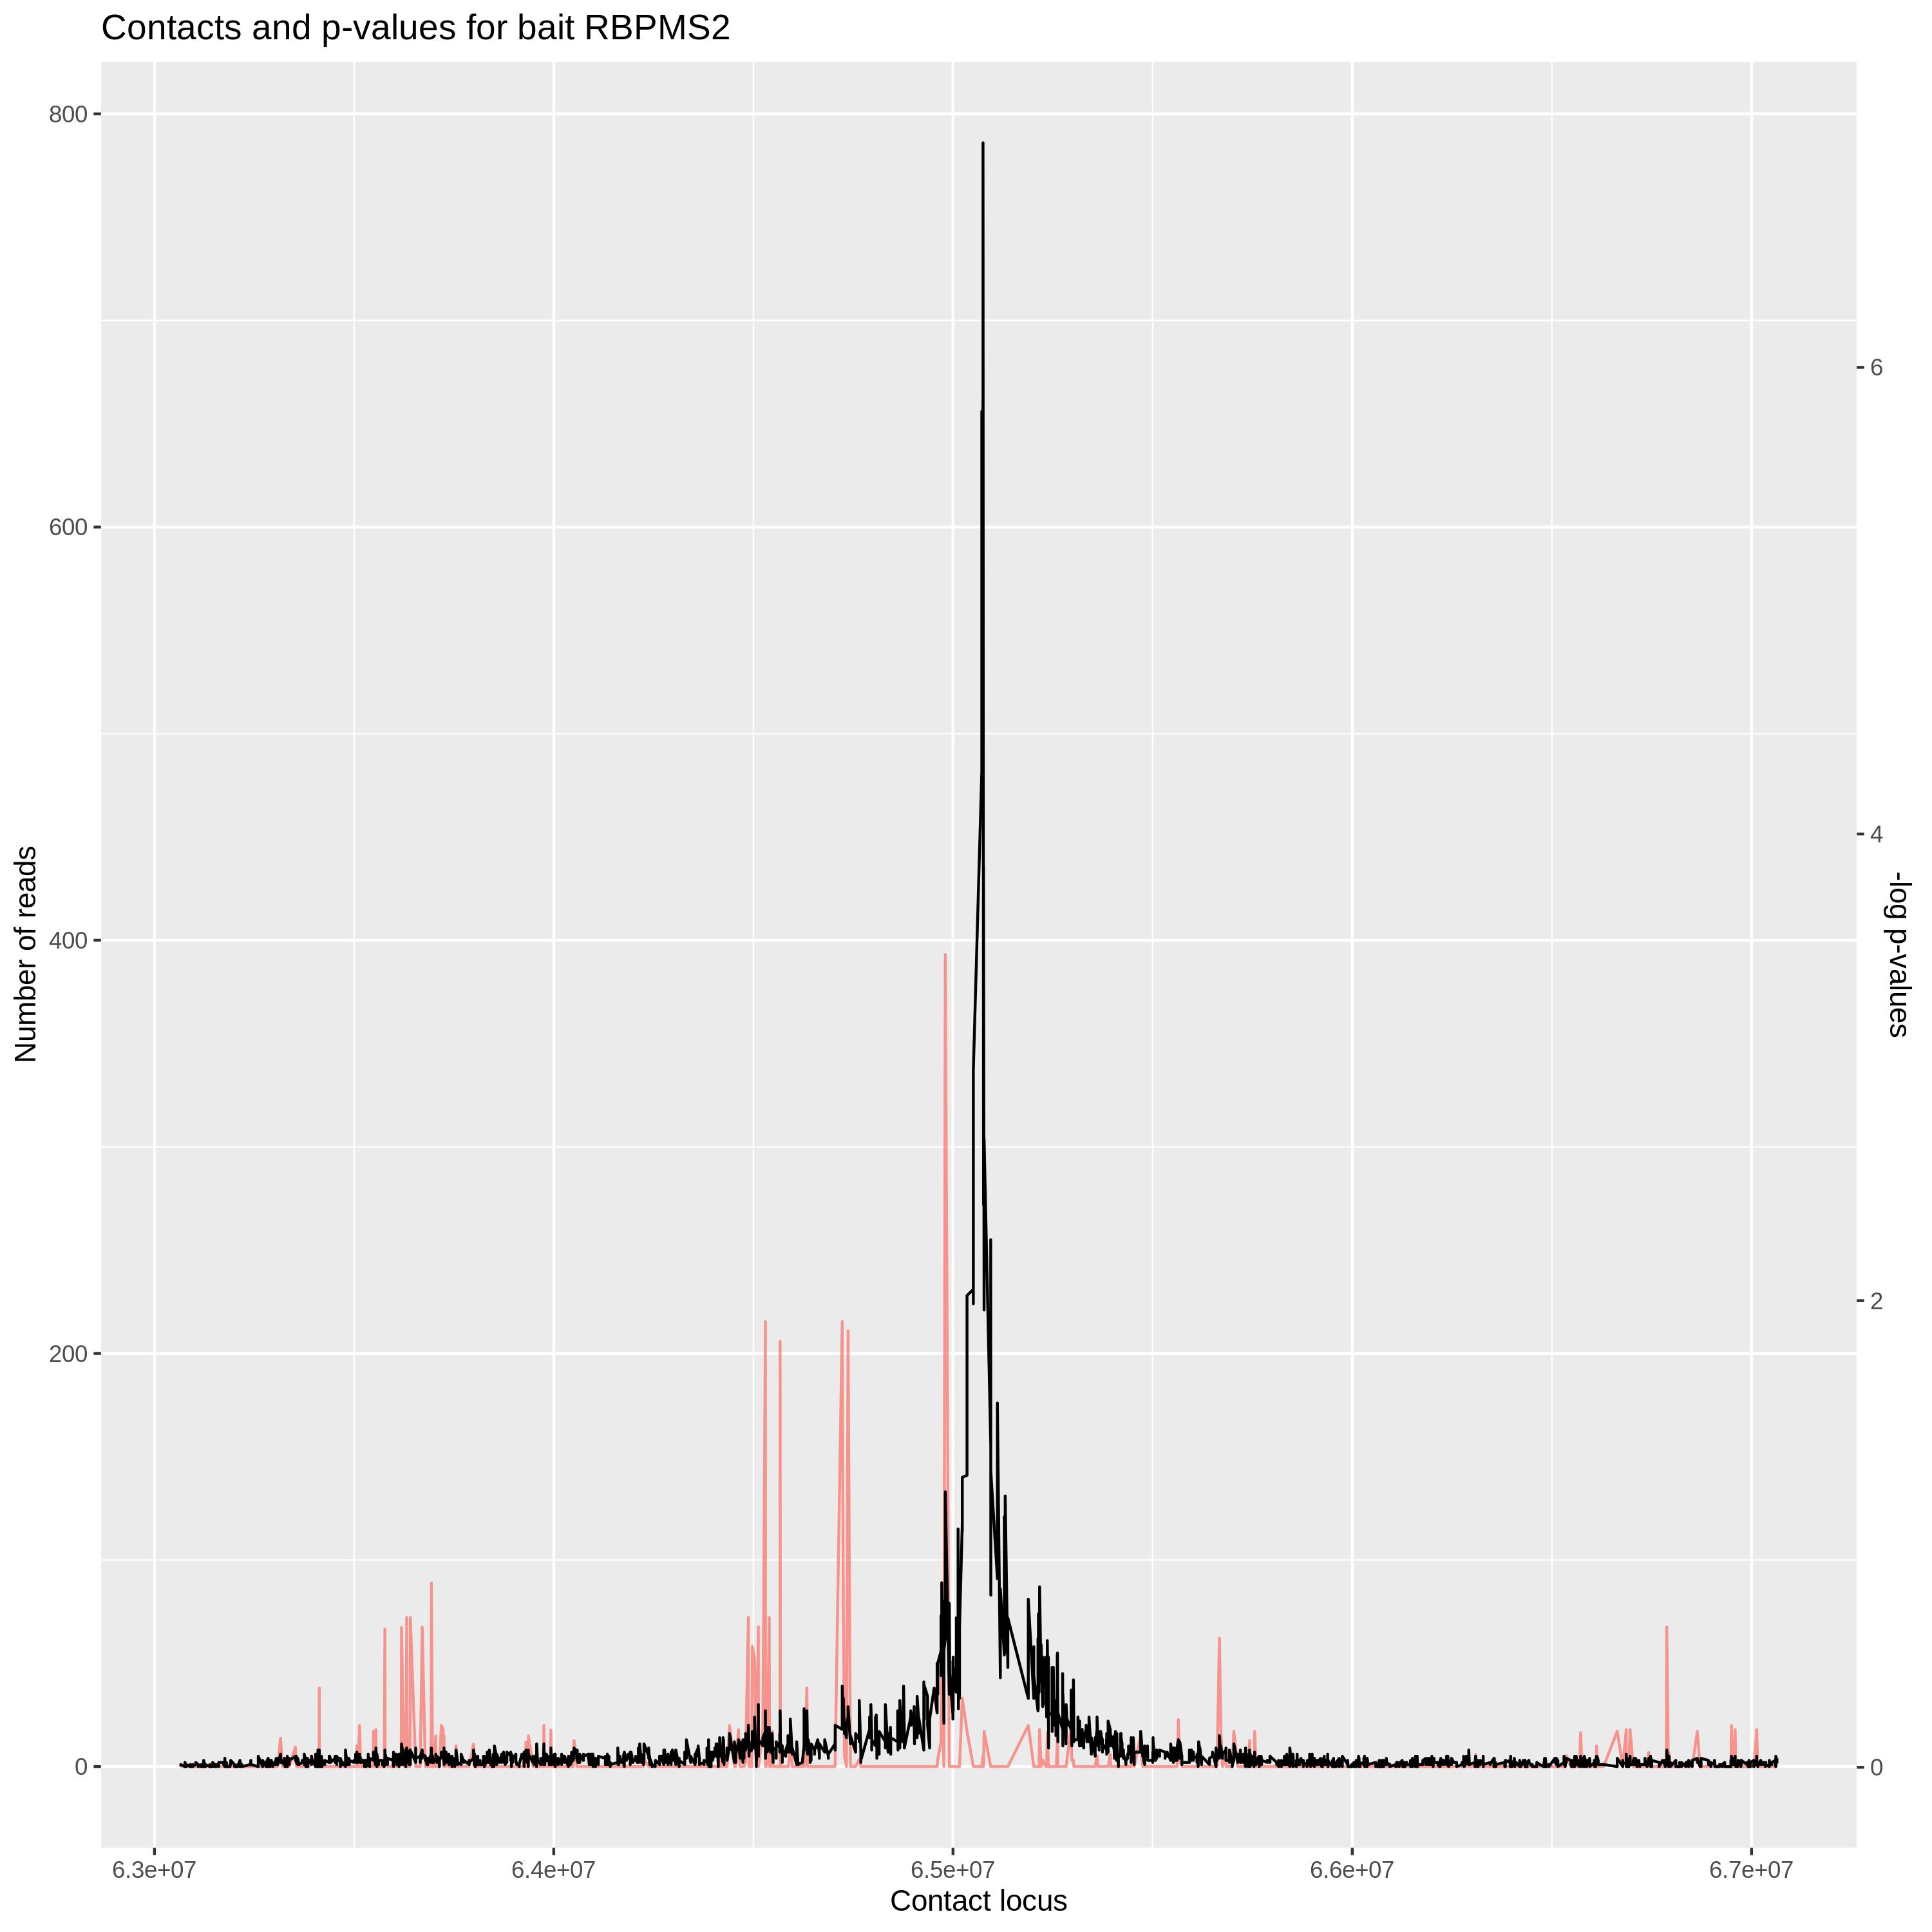 Contacts and p-values for bait RBPMS2
800
600
400
200
0
6
4
2
0
Number of reads
-log p-values
6.3e+07 6.4e+07 6.5e+07 6.6e+07 6.7e+07
Contact locus